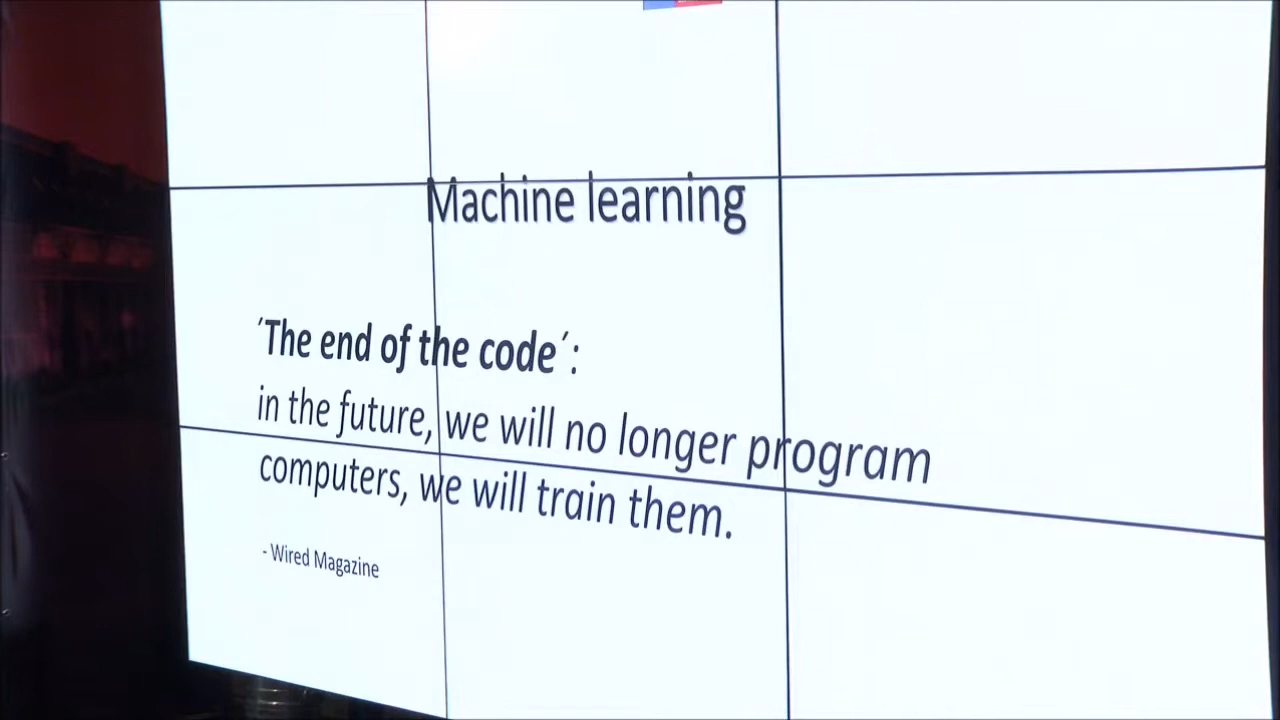 Machine learning
´The end of the code´:
in the future, we will no longer program
computers, we will train them.
- Wired Magazine